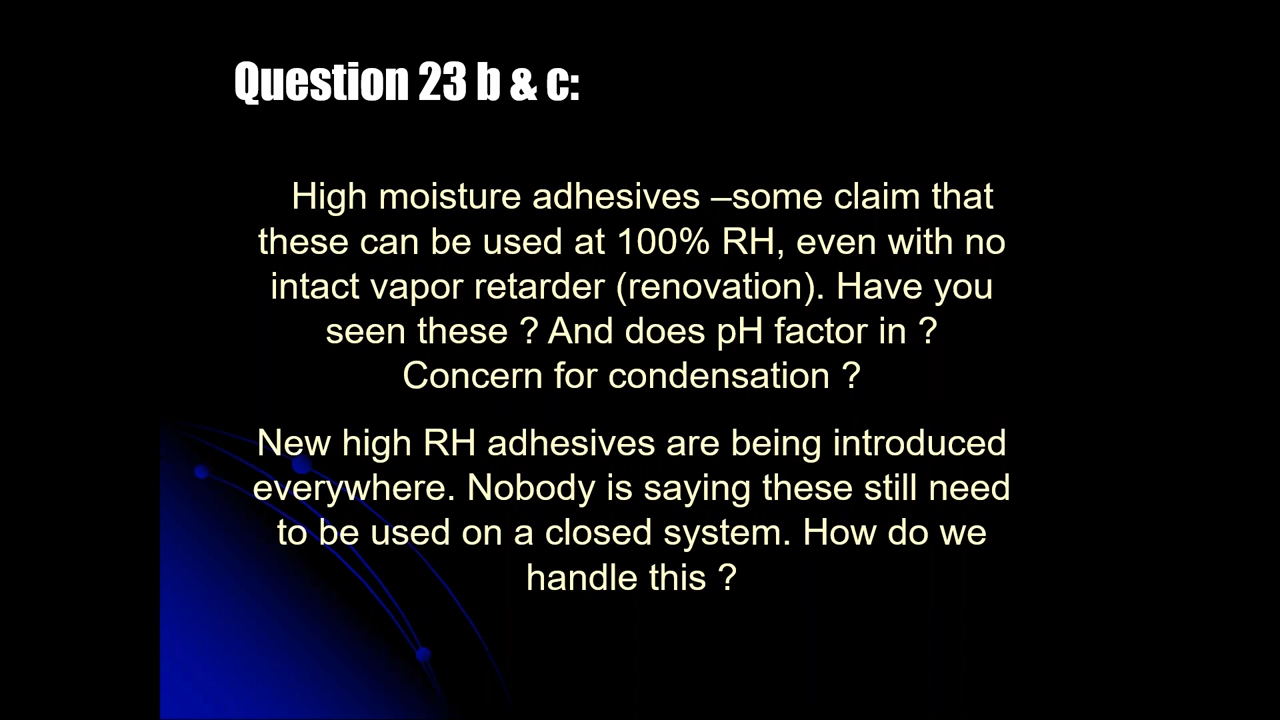 Question 23 b & c:
High moisture adhesives –some claim that
these can be used at 100% RH, even with no
intact vapor retarder (renovation). Have you
seen these ? And does pH factor in ?
Concern for condensation ?
New high RH adhesives are being introduced
everywhere. Nobody is saying these still need
to be used on a closed system. How do we
handle this ?